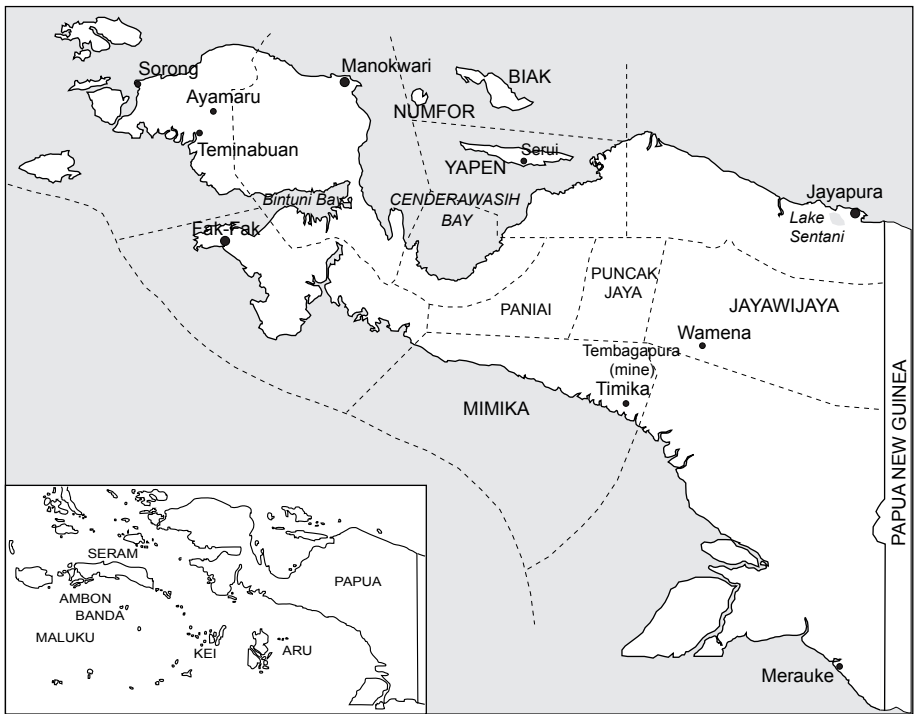 Sorong
Manokwari
BIAK
Ayamaru
NUMFOR
Teminabuan
Serui
YAPEN
Bintuni Bay
CENDERAWASIH
BAY
Jayapura
Lake
Sentani
Fak-Fak
PUNCAK
JAYA
PANIAI
JAYAWIJAYA
Wamena
Tembagapura
(mine)
Timika
MIMIKA
PAPUA NEW GUINEA
Merauke
SERAM
PAPUA
AMBON
BANDA
MALUKU
KEI
ARU